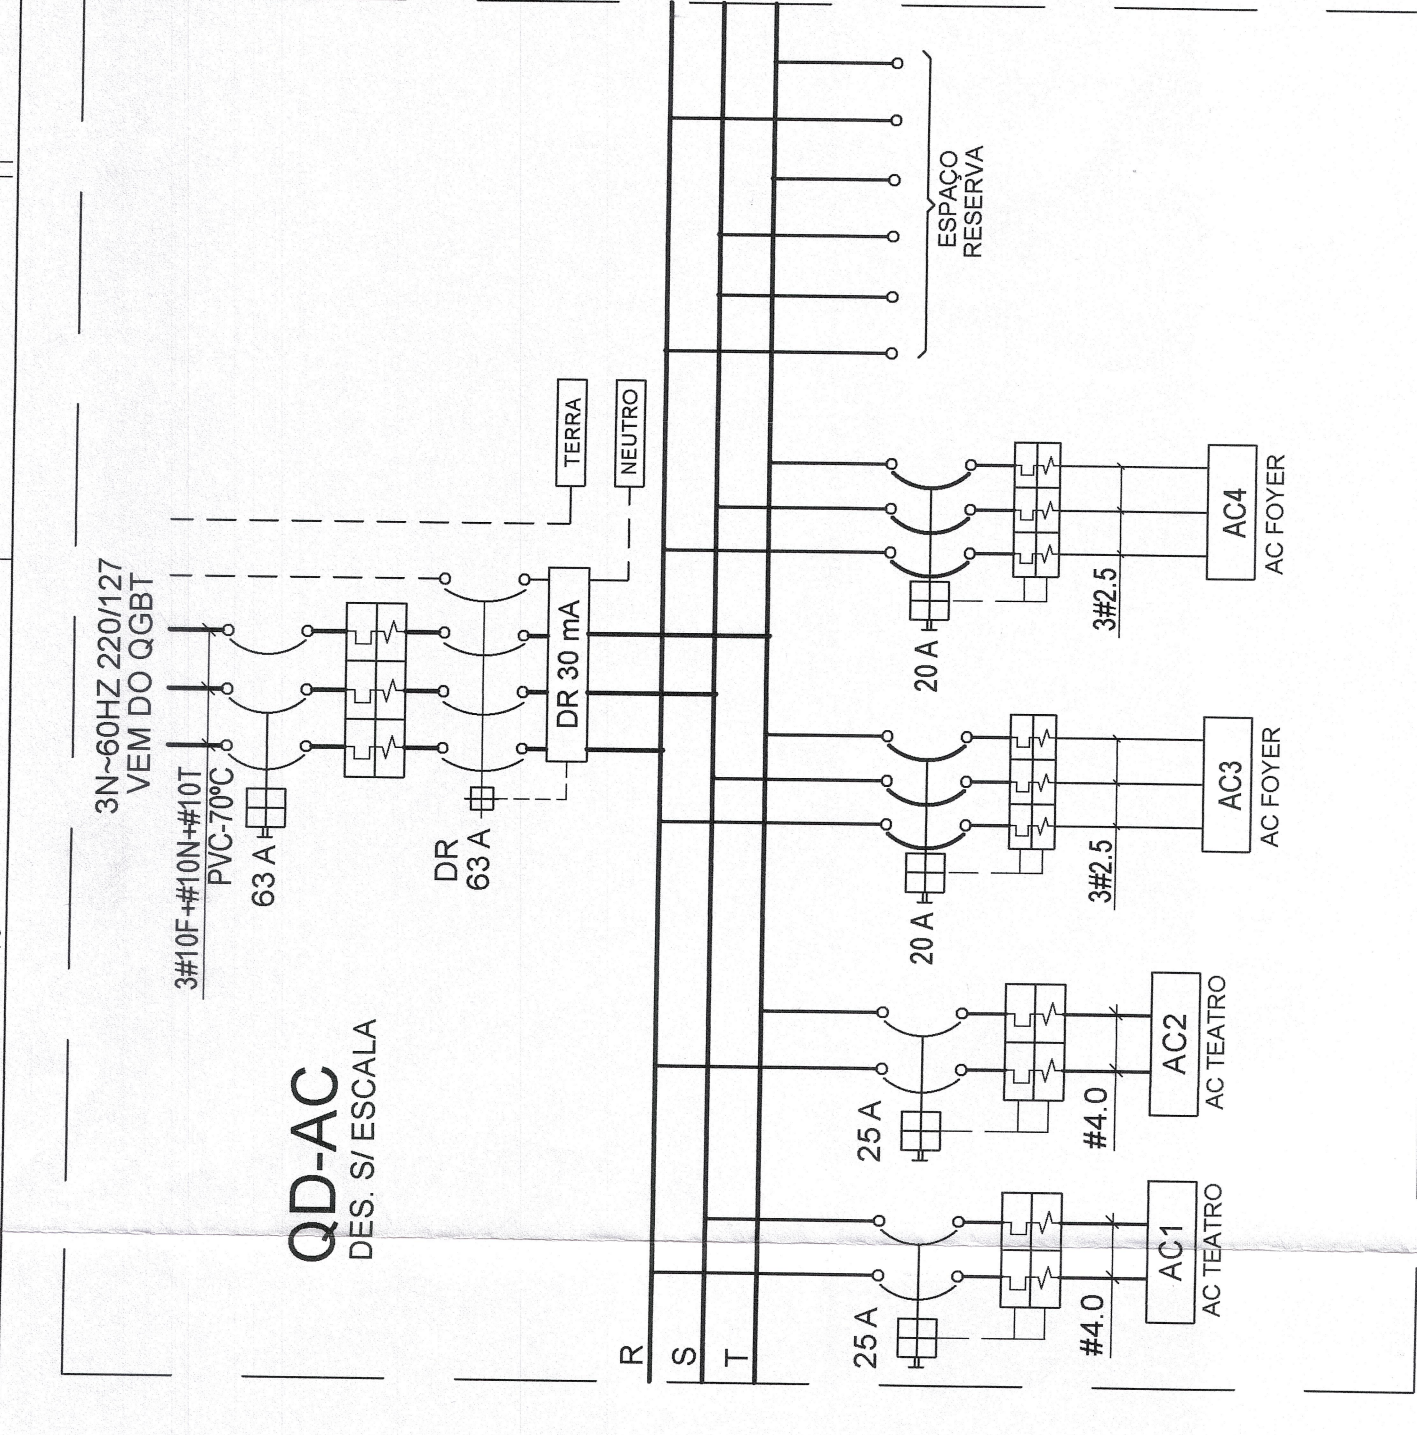 QD-AC
DES. S/ ESCALA
3N~60HZ 220/127
VEM DO QGBT
3#10F+#10N+#10T
PVC-70ºC
63 A
DR
63 A
DR 30 mA
TERRA
NEUTRO
R
S
T
25 A
#4.0
AC1
AC TEATRO
25 A
#4.0
AC2
AC TEATRO
20 A
3#2.5
AC3
AC FOYER
20 A
3#2.5
AC4
AC FOYER
ESPAÇO
RESERVA